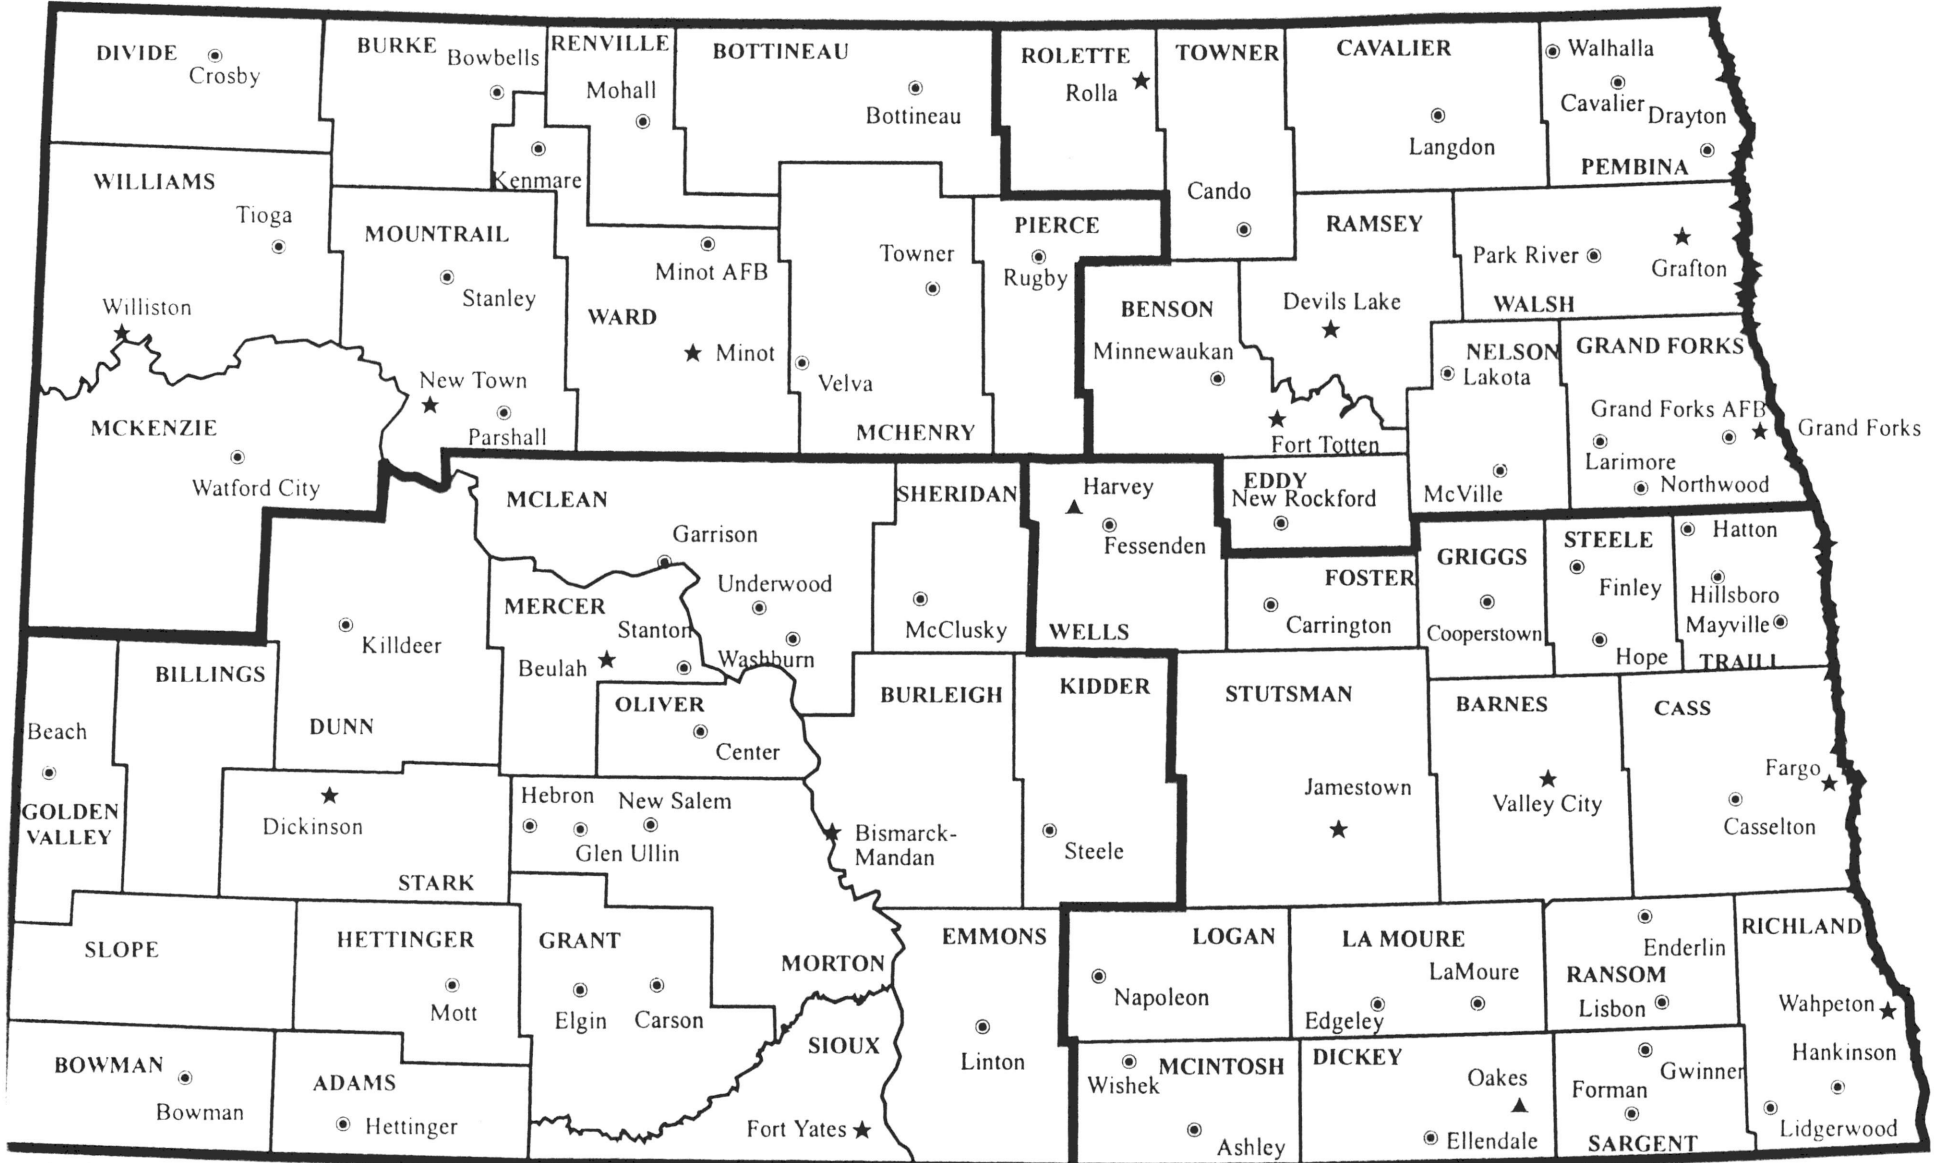 DIVIDE
Crosby
BURKE
Bowbells
RENVILLE
Mohall
BOTTINEAU
Bottineau
ROLETTE
Rolla
TOWNER
Cando
CAVALIER
Langdon
Walhalla
Cavalier
Drayton
PEMBINA
WILLIAMS
Tioga
Williston
Kenmare
MOUNTRAIL
Stanley
New Town
Parshall
Minot AFB
WARD
Minot
Towner
Velva
MCHENRY
PIERCE
Rugby
BENSON
Minnewaukan
Fort Totten
RAMSEY
Devils Lake
Park River
Grafton
WALSH
NELSON
Lakota
McVille
GRAND FORKS
Grand Forks AFB
Grand Forks
Larimore
Northwood
MCKENZIE
Watford City
MCLEAN
Garrison
Underwood
Washburn
SHERIDAN
McClusky
Harvey
Fessenden
WELLS
EDDY
New Rockford
FOSTER
Carrington
GRIGGS
Cooperstown
STEELE
Finley
Hope
Hatton
Hillsboro
Mayville
TRAILL
Killdeer
DUNN
MERCER
Stanton
Beulah
OLIVER
Center
BILLINGS
Beach
GOLDEN
VALLEY
Dickinson
STARK
Hebron
New Salem
Glen Ullin
Bismarck-
Mandan
BURLEIGH
KIDDER
Steele
STUTSMAN
Jamestown
BARNES
Valley City
CASS
Fargo
Casselton
SLOPE
HETTINGER
Mott
GRANT
Elgin
Carson
MORTON
SIOUX
Fort Yates
EMMONS
Linton
LOGAN
Napoleon
LA MOURE
LaMoure
Edgeley
Enderlin
RANSOM
Lisbon
RICHLAND
Wahpeton
Hankinson
Lidgerwood
BOWMAN
Bowman
ADAMS
Hettinger
Wishek
MCINTOSH
Ashley
DICKEY
Oakes
Ellendale
Gwinner
Forman
SARGENT